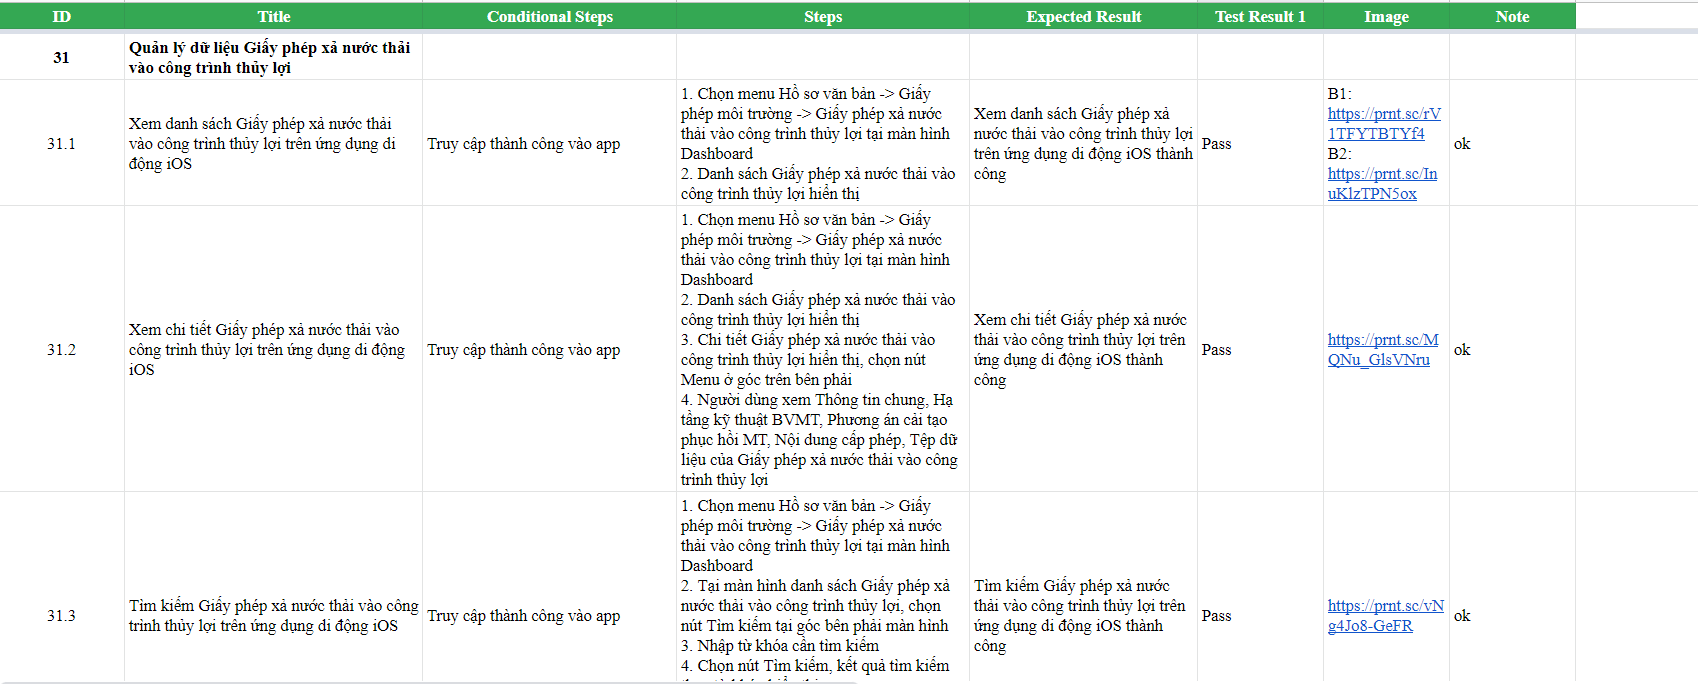 ID Title Conditional Steps Steps Expected Result Test Result 1 Image Note
31
Quản lý dữ liệu Giấy phép xả nước thải
vào công trình thủy lợi
31.1
Xem danh sách Giấy phép xả nước thải
vào công trình thủy lợi trên ứng dụng di
động iOS
Truy cập thành công vào app
1. Chọn menu Hồ sơ văn bản -> Giấy
phép môi trường -> Giấy phép xả nước
thải vào công trình thủy lợi tại màn hình
Dashboard
2. Danh sách Giấy phép xả nước thải vào
công trình thủy lợi hiển thị
Xem danh sách Giấy phép xả
nước thải vào công trình thủy lợi
trên ứng dụng di động iOS thành
công
Pass
B1:
https://prnt.sc/rV
1TFYTBTYf4
B2:
https://prnt.sc/In
uKlzTPN5ox
ok
31.2
Xem chi tiết Giấy phép xả nước thải vào
công trình thủy lợi trên ứng dụng di động
iOS
Truy cập thành công vào app
1. Chọn menu Hồ sơ văn bản -> Giấy
phép môi trường -> Giấy phép xả nước
thải vào công trình thủy lợi tại màn hình
Dashboard
2. Danh sách Giấy phép xả nước thải vào
công trình thủy lợi hiển thị
3. Chi tiết Giấy phép xả nước thải vào
công trình thủy lợi hiển thị, chọn nút
Menu ở góc trên bên phải
4. Người dùng xem Thông tin chung, Hạ
tầng kỹ thuật BVMT, Phương án cải tạo
phục hồi MT, Nội dung cấp phép, Tệp dữ
liệu của Giấy phép xả nước thải vào công
trình thủy lợi
Xem chi tiết Giấy phép xả nước
thải vào công trình thủy lợi trên
ứng dụng di động iOS thành
công
Pass
https://prnt.sc/M
QNu_GlsVNru
ok
31.3
Tìm kiếm Giấy phép xả nước thải vào công
trình thủy lợi trên ứng dụng di động iOS
Truy cập thành công vào app
1. Chọn menu Hồ sơ văn bản -> Giấy
phép môi trường -> Giấy phép xả nước
thải vào công trình thủy lợi tại màn hình
Dashboard
2. Tại màn hình danh sách Giấy phép xả
nước thải vào công trình thủy lợi, chọn
nút Tìm kiếm tại góc bên phải màn hình
3. Nhập từ khóa cần tìm kiếm
4. Chọn nút Tìm kiếm, kết quả tìm kiếm
Tìm kiếm Giấy phép xả nước
thải vào công trình thủy lợi trên
ứng dụng di động iOS thành
công
Pass
https://prnt.sc/vN
g4Jo8-GeFR
ok